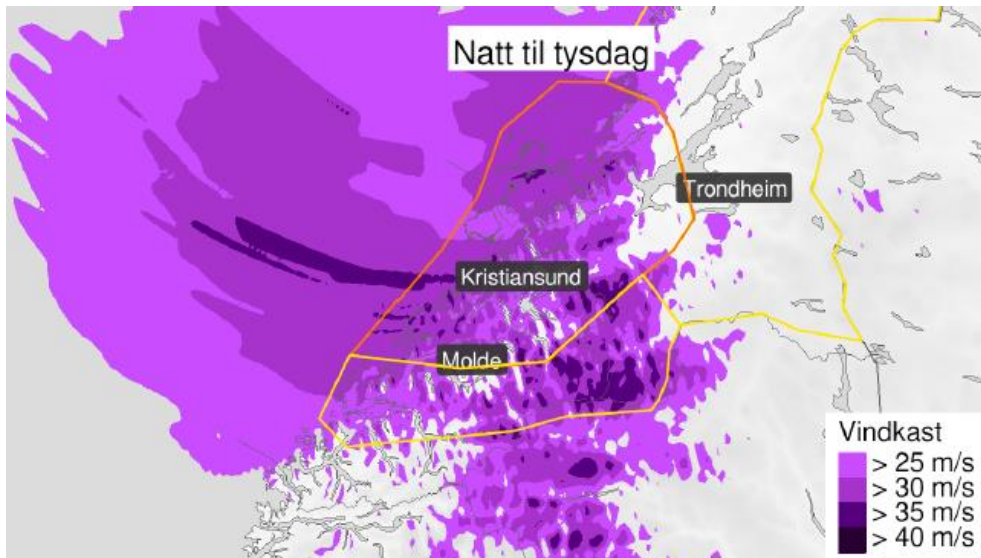 Natt til tysdag
Trondheim
Kristiansund
Molde
Vindkast
> 25 m/s
> 30 m/s
> 35 m/s
> 40 m/s